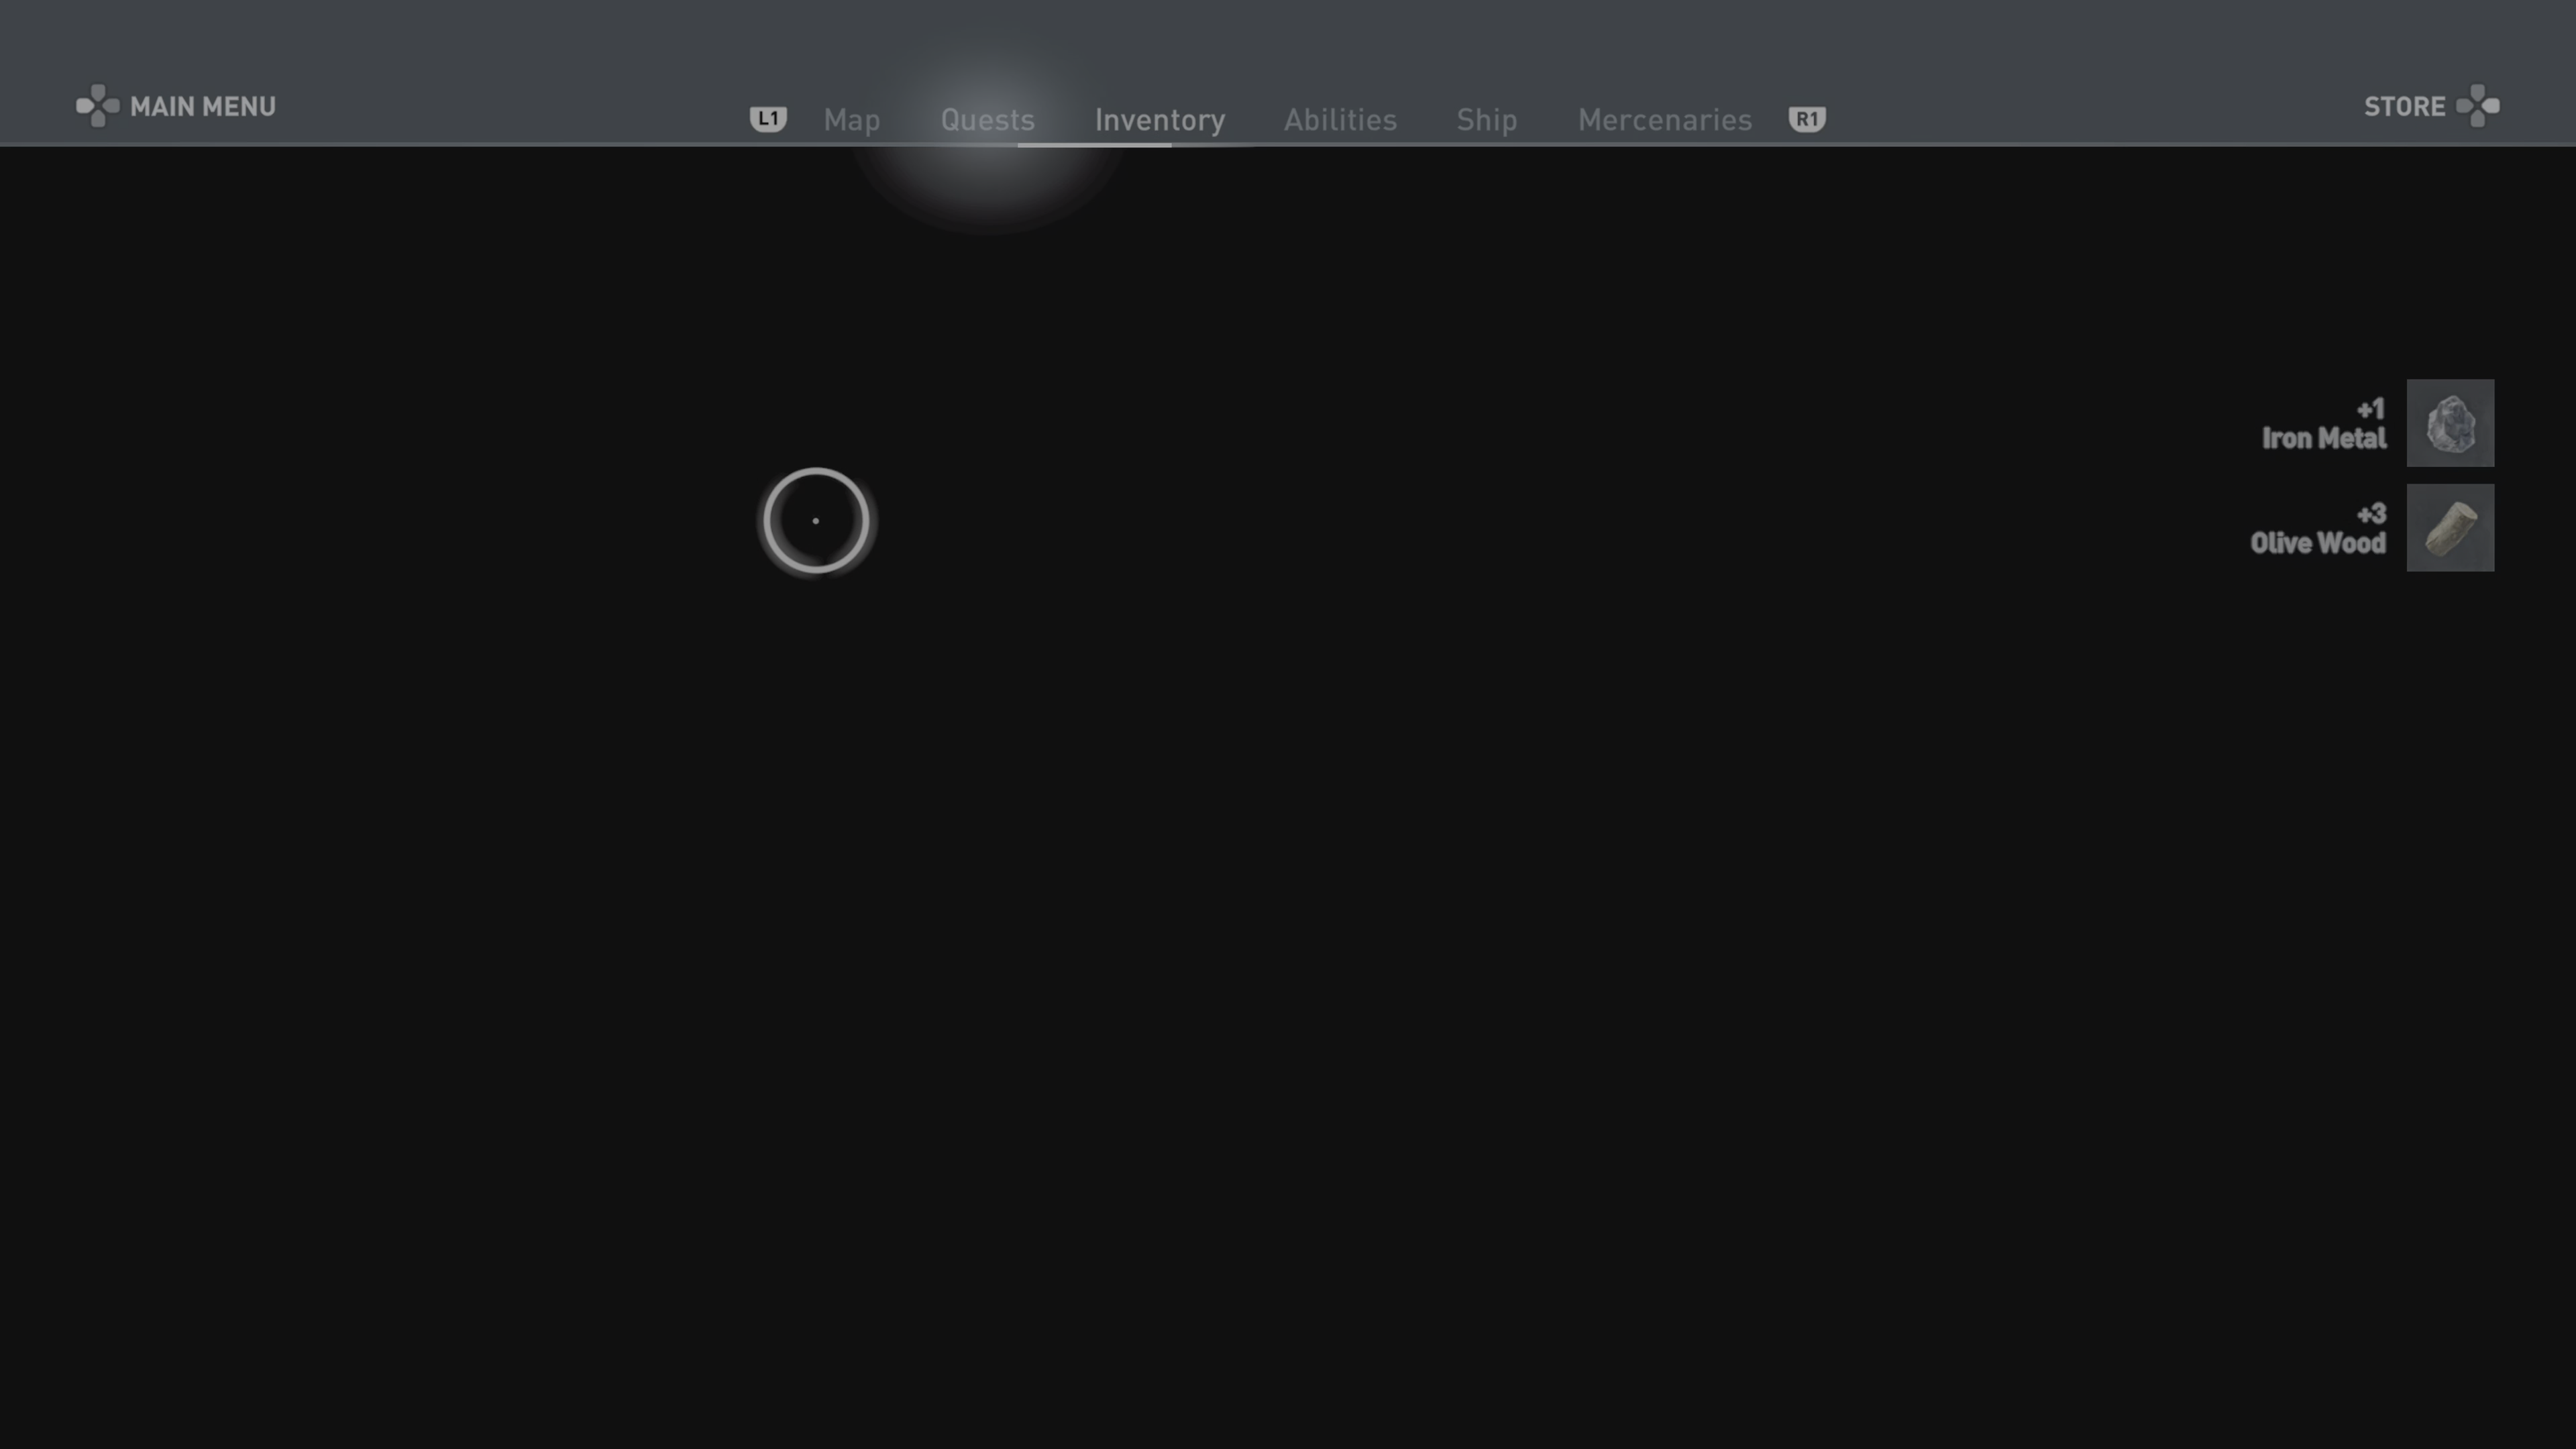 MAIN MENU
L1 Map Quests Inventory Abilities Ship Mercenaries R1
STORE
+1
Iron Metal
+3
Olive Wood